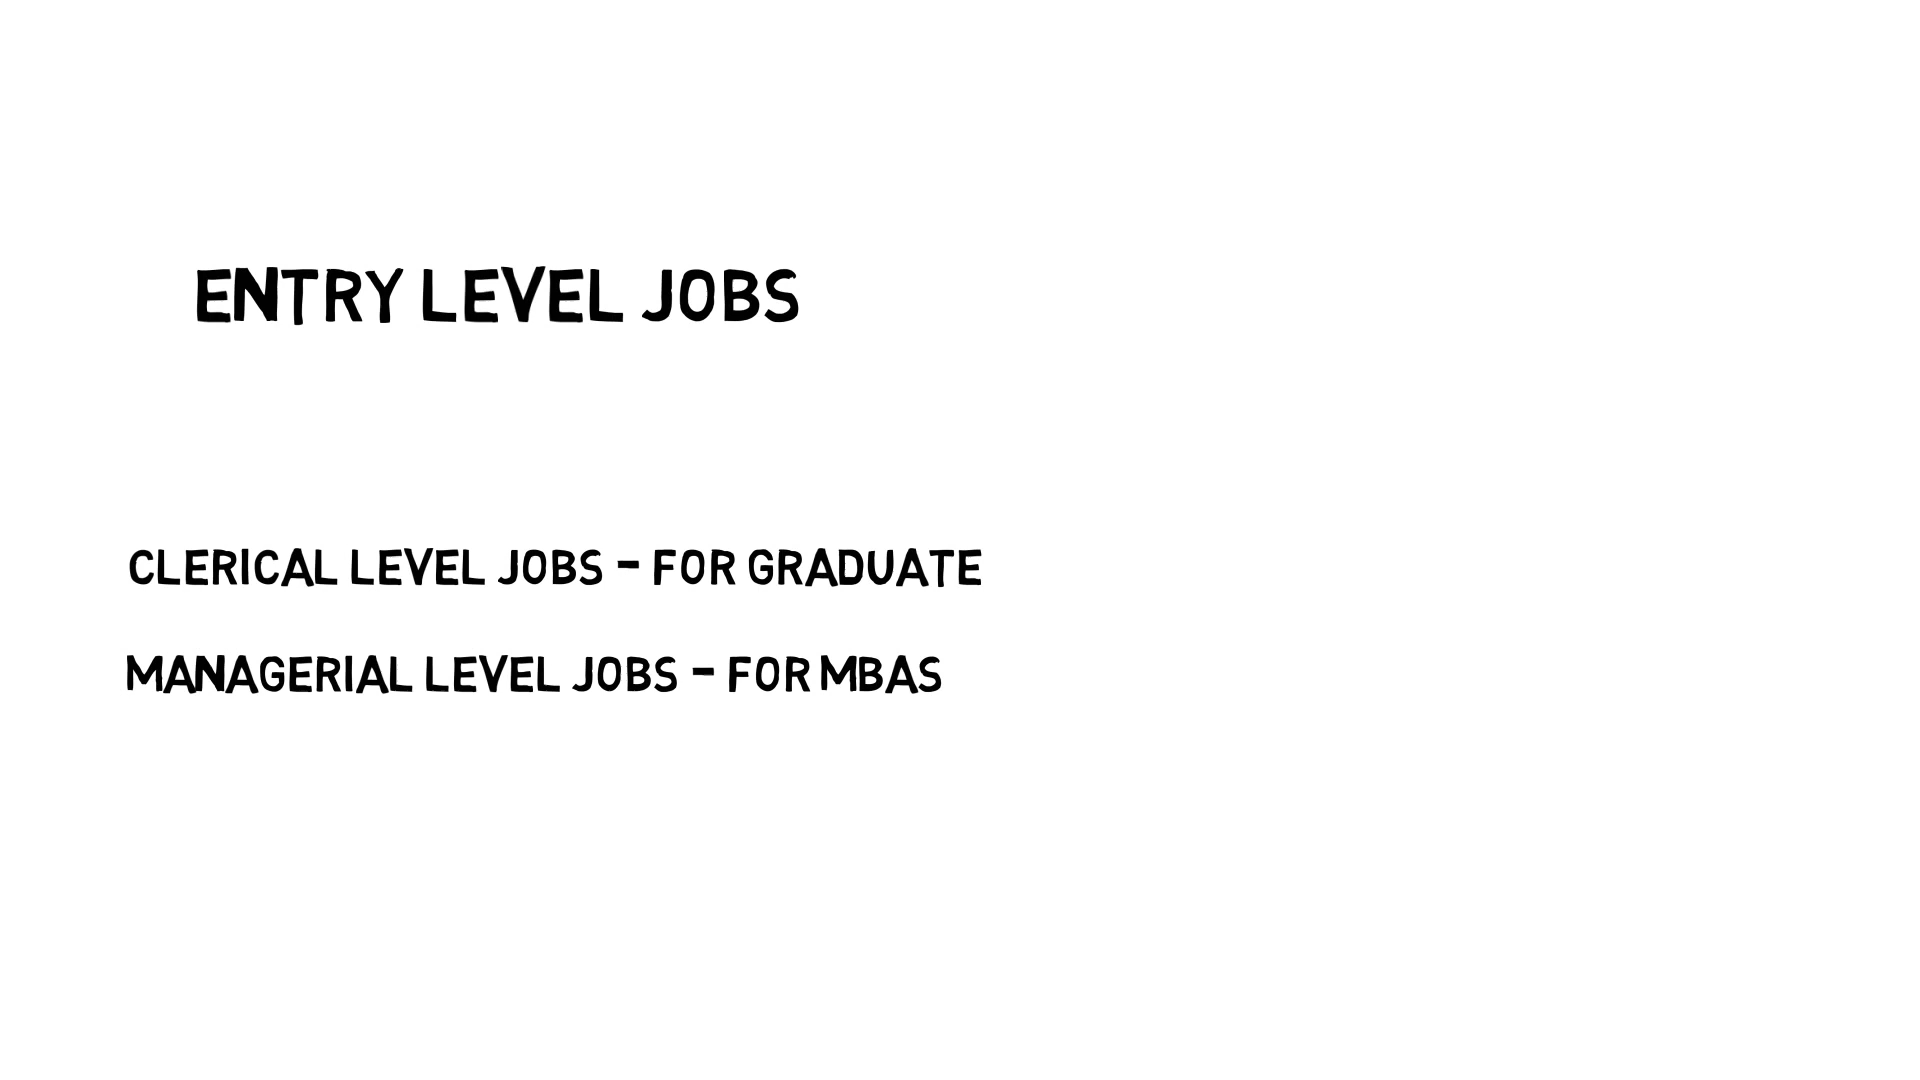 ENTRY LEVEL JOBS
CLERICAL LEVEL JOBS - FOR GRADUATE
MANAGERIAL LEVEL JOBS - FOR MBAS